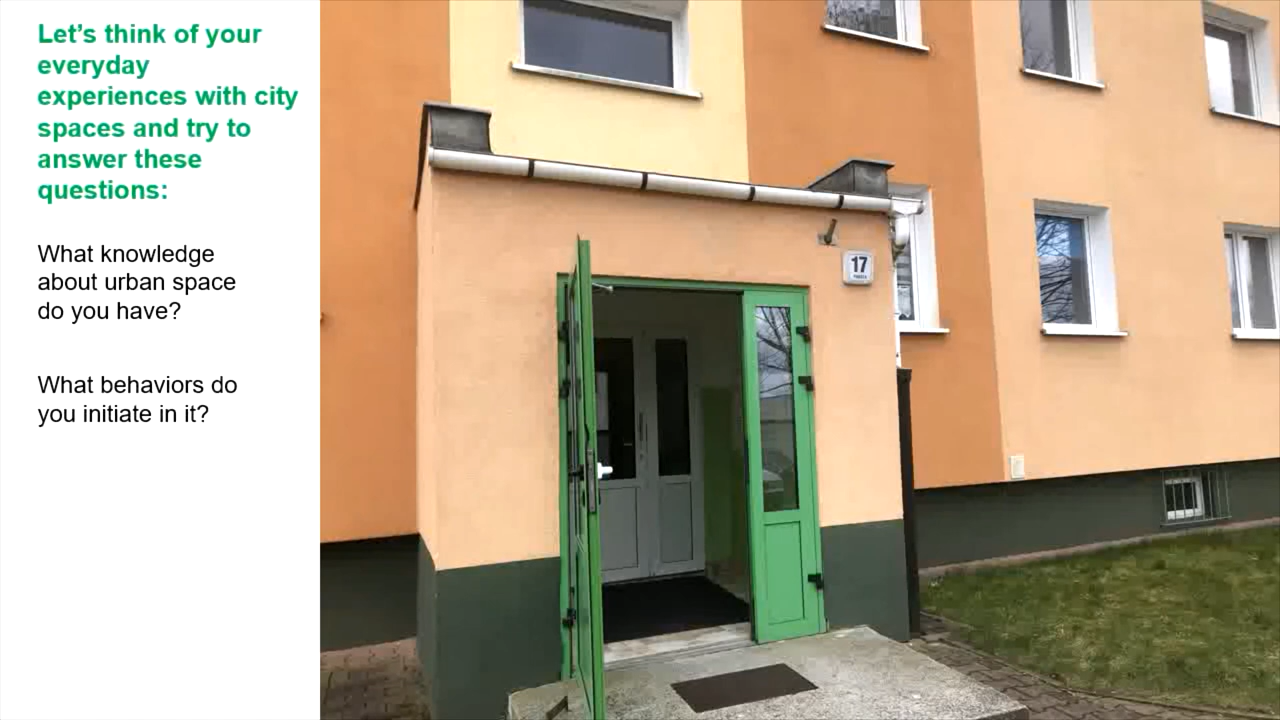 Let's think of your
everyday
experiences with city
spaces and try to
answer these
questions:
What knowledge
about urban space
do you have?
What behaviors do
you initiate in it?
17